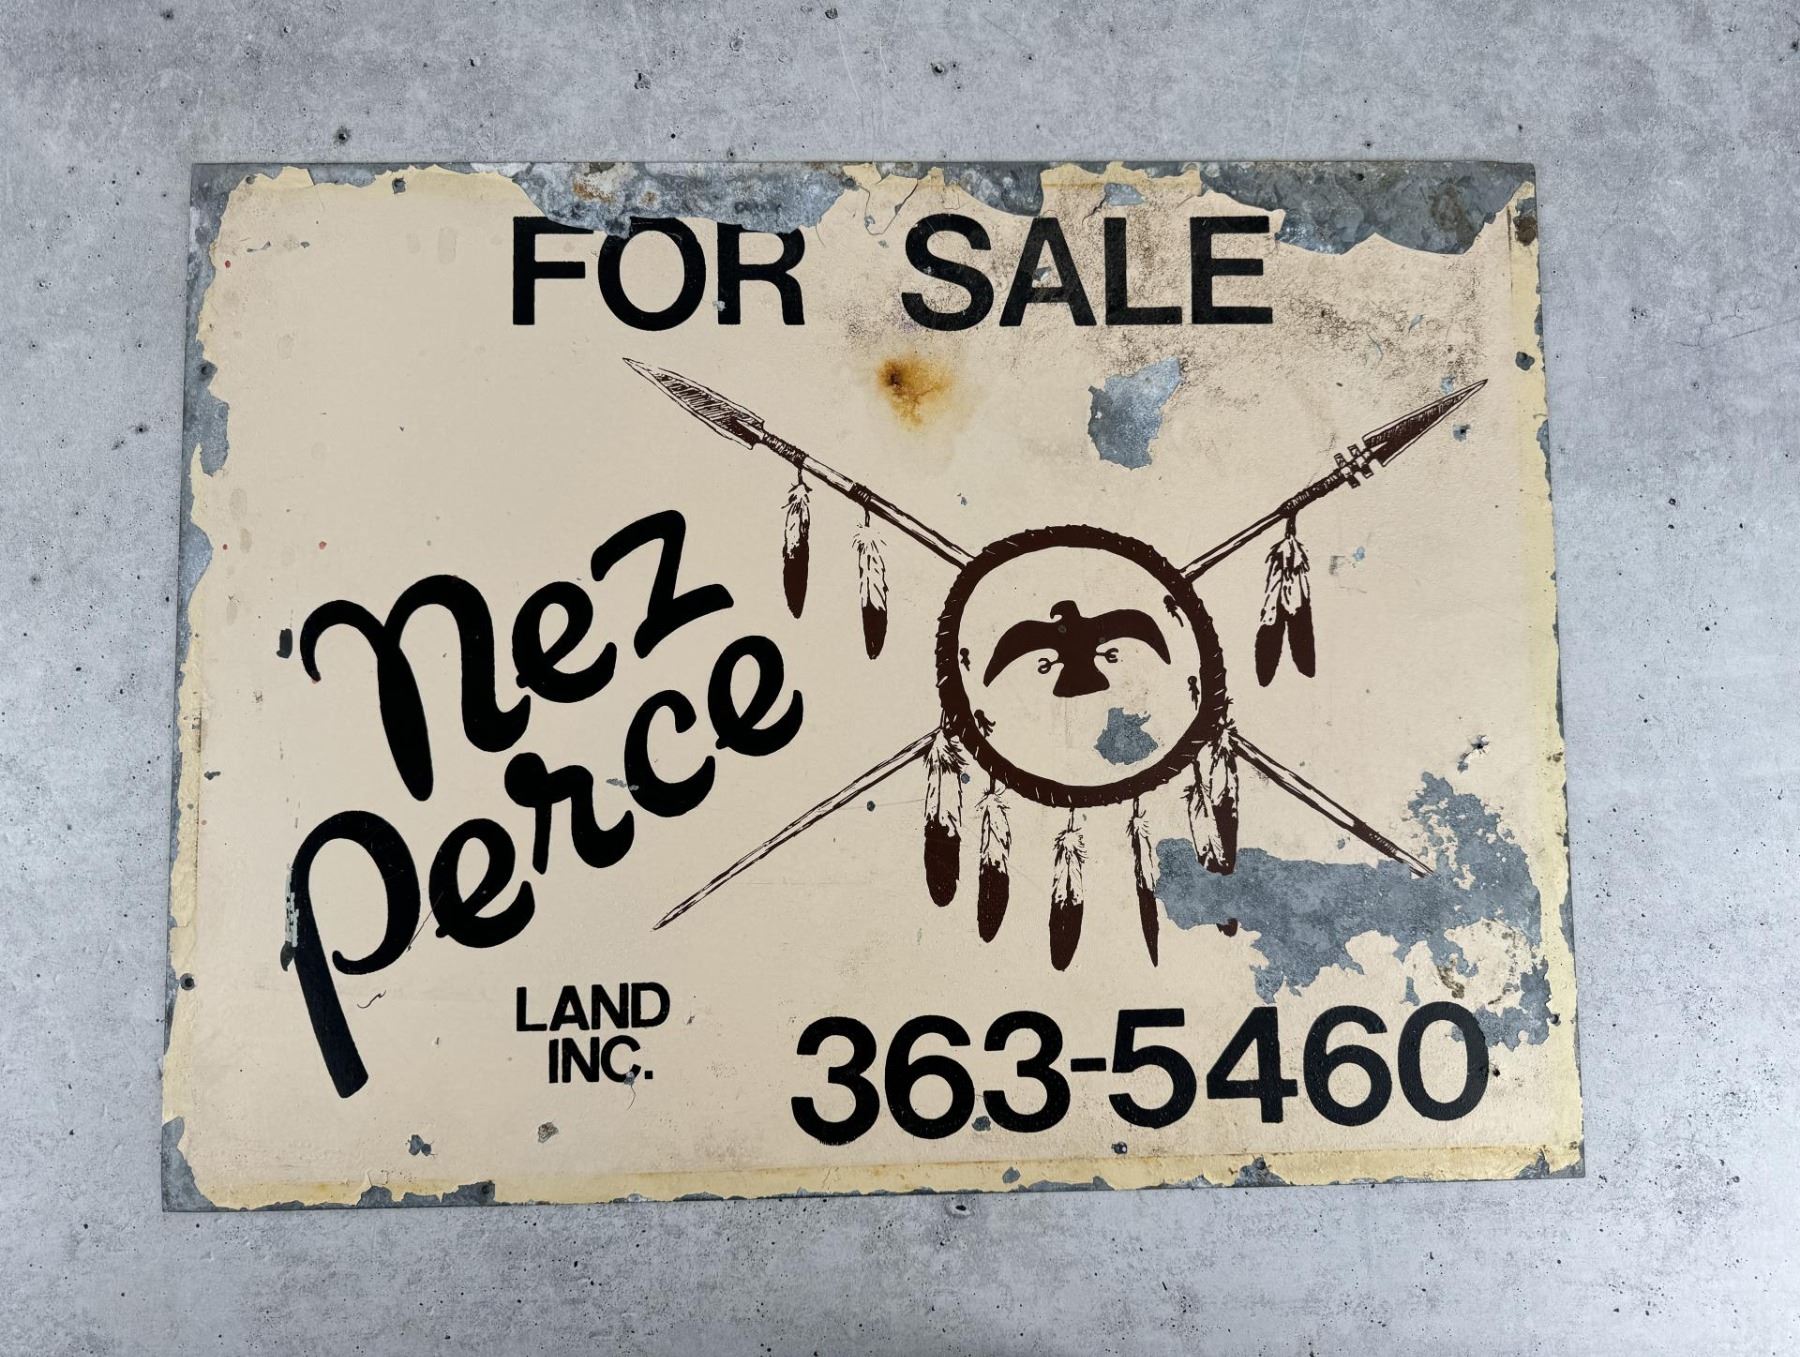 FOR SALE
nez
perce
LAND
INC.
363-5460